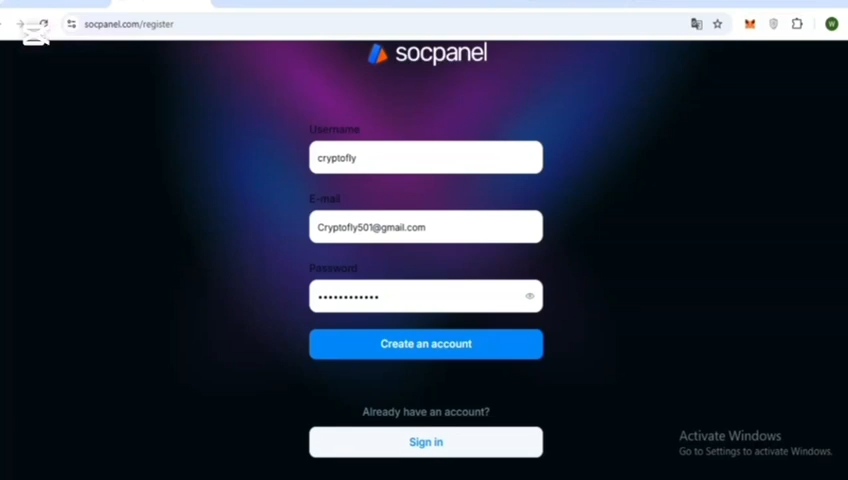 socpanel.com/register
W
socpanel
Username
cryptofly
E-mail
Cryptofly501@gmail.com
Password
Create an account
Already have an account?
Sign in
Activate Windows
Go to Settings to activate Windows.